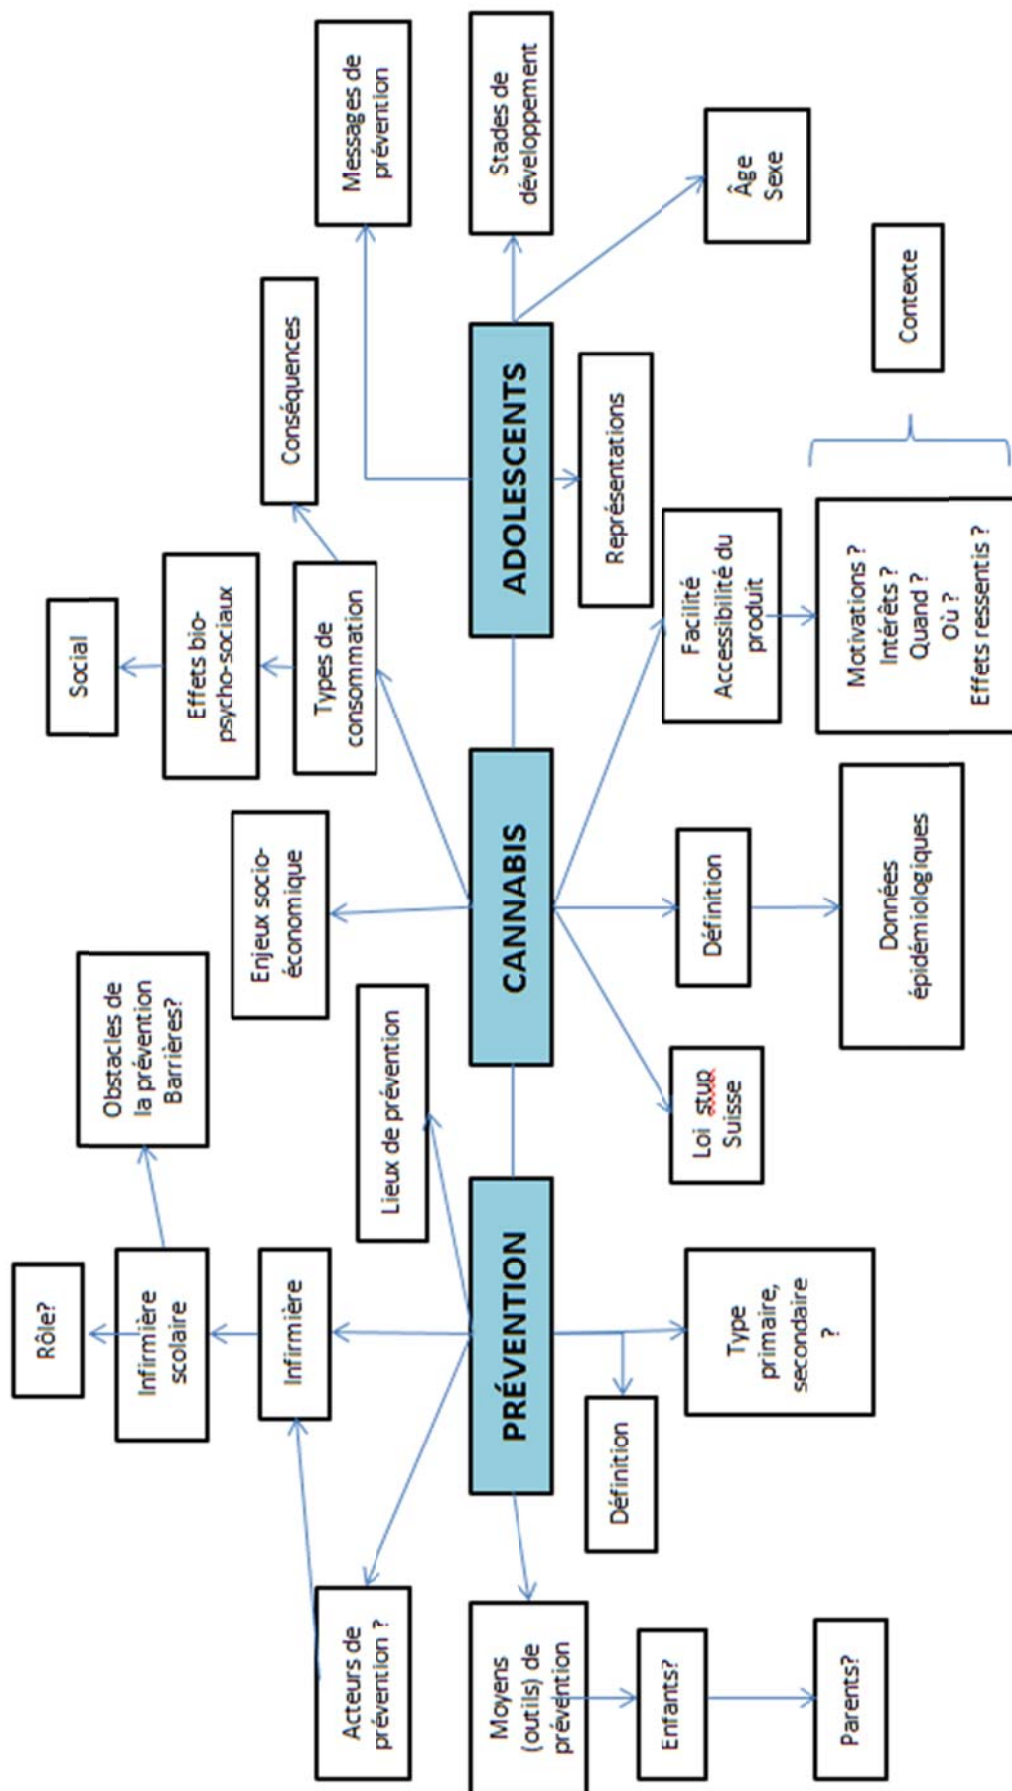 Rôle?
Infirmière
scolaire
Obstacles de
la prévention
Barrières?
Social
Effets bio-
psycho-sociaux
Infirmière
Enjeux socio-
économique
Types de
consommation
Conséquences
Acteurs de
prévention ?
Lieux de prévention
Messages de
prévention
Moyens
(outils) de
prévention
PRÉVENTION
CANNABIS
ADOLESCENTS
Stades de
développement
Enfants?
Définition
Représentations
Parents?
Type
primaire,
secondaire
?
Loi stup
Suisse
Définition
Facilité
Accessibilité du
produit
Âge
Sexe
Données
épidémiologiques
Motivations ?
Intérêts ?
Quand ?
Où ?
Effets ressentis ?
Contexte